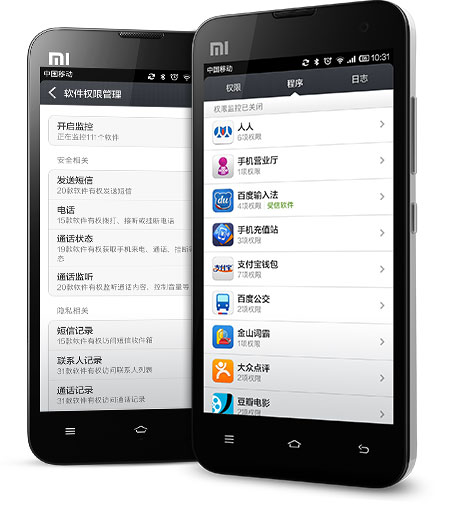 中国移动
软件权限管理
开启监控
正在监控111个软件
安全相关
发送短信
20款软件有权发送短信
电话
15款软件有权拨打、接听或挂断电话
通话状态
19款软件有权获取手机来电、通话、挂断等
态
通话监听
20款软件有权监听通话内容、控制音量等
隐私相关
短信记录
15款软件有权访问短信收件箱
联系人记录
31款软件有权访问联系人列表
通话记录
31款软件有权访问通话记录
中国移动
10:31
权限
程序
日志
权限监控已关闭
人人
6项权限
手机营业厅
1项权限
百度输入法
4项权限 受信软件
手机充值站
3项权限
支付宝钱包
7项权限
百度公交
2项权限
金山词霸
1项权限
大众点评
2项权限
豆瓣电影
2项权限